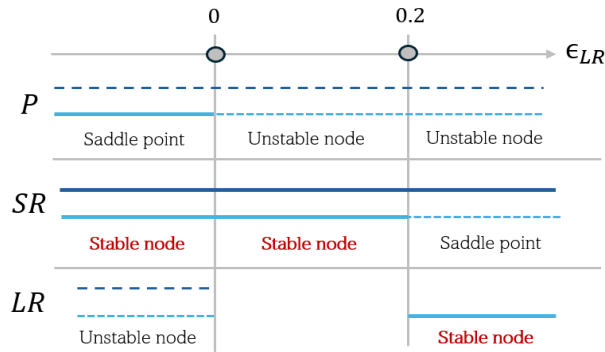 0 0.2
ϵ_LR
P
Saddle point Unstable node Unstable node
SR
Stable node Stable node Saddle point
LR
Unstable node Stable node